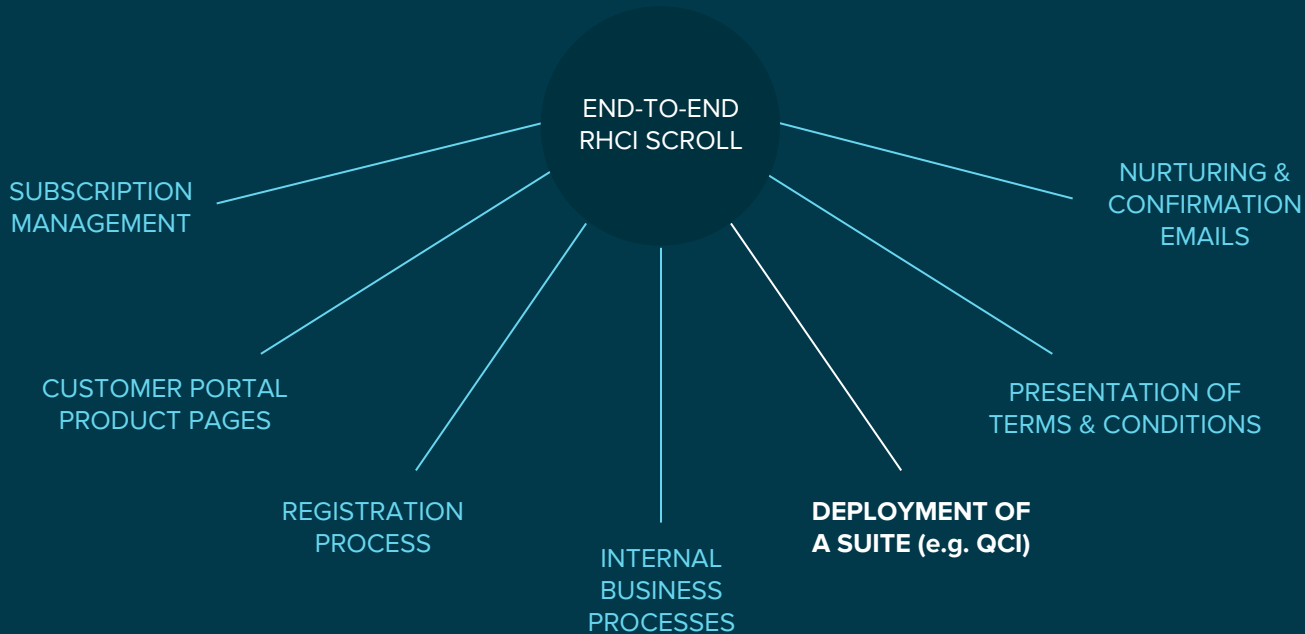 END-TO-END
RHCI SCROLL
SUBSCRIPTION
MANAGEMENT
CUSTOMER PORTAL
PRODUCT PAGES
REGISTRATION
PROCESS
INTERNAL
BUSINESS
PROCESSES
DEPLOYMENT OF
A SUITE (e.g. QCI)
PRESENTATION OF
TERMS & CONDITIONS
NURTURING &
CONFIRMATION
EMAILS